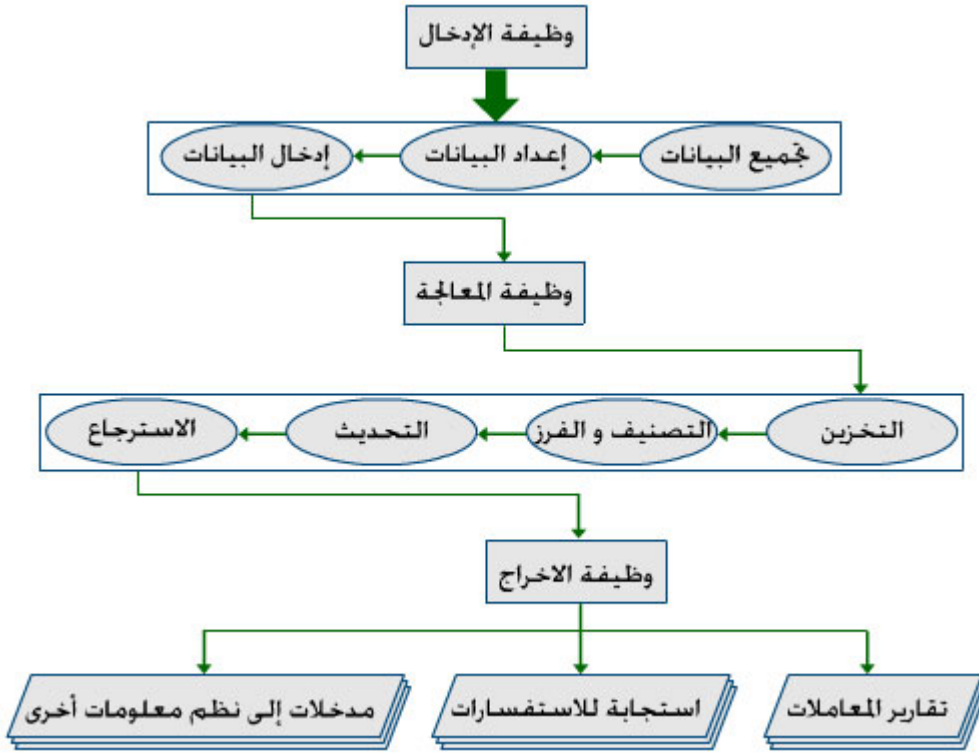 وظيفة الإدخال
تجميع البيانات
إعداد البيانات
إدخال البيانات
وظيفة المعالجة
التخزين
التصنيف و الفرز
التحديث
الاسترجاع
وظيفة الاخراج
تقارير المعاملات
استجابة للاستفسارات
مدخلات إلى نظم معلومات أخرى